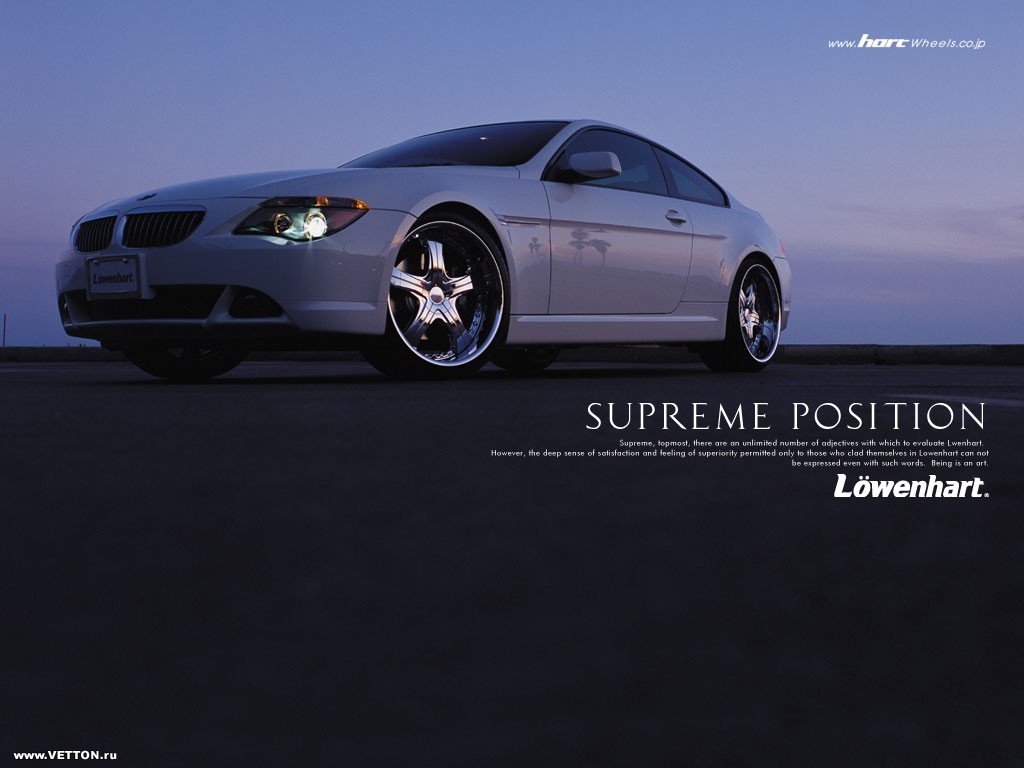 www.hartWheels.co.jp
Löwenhart
SUPREME POSITION
Supreme, topmost, there are an unlimited number of adjectives with which to evaluate Lwenhart.
However, the deep sense of satisfaction and feeling of superiority permitted only to those who clad themselves in Lowenhart can not
be expressed even with such words. Being is an art.
Löwenhart®
www.VETTON.ru